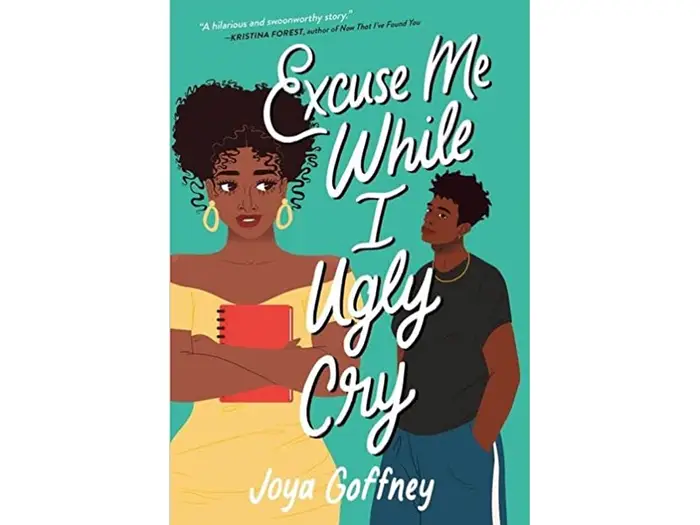 "A hilarious and swoonworthy story."
—KRISTINA FOREST, author of Now That I've Found You
Excuse Me
While
I
Ugly
Cry
Joya Goffney